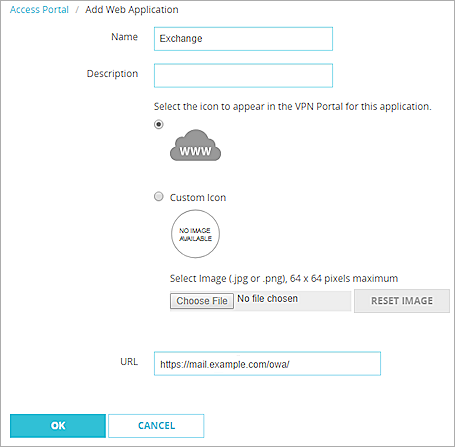 Access Portal / Add Web Application
Name Exchange
Description
Select the icon to appear in the VPN Portal for this application.
WWW
Custom Icon
NO IMAGE
AVAILABLE
Select Image (.jpg or .png), 64 x 64 pixels maximum
Choose File No file chosen RESET IMAGE
URL https://mail.example.com/owa/
OK CANCEL